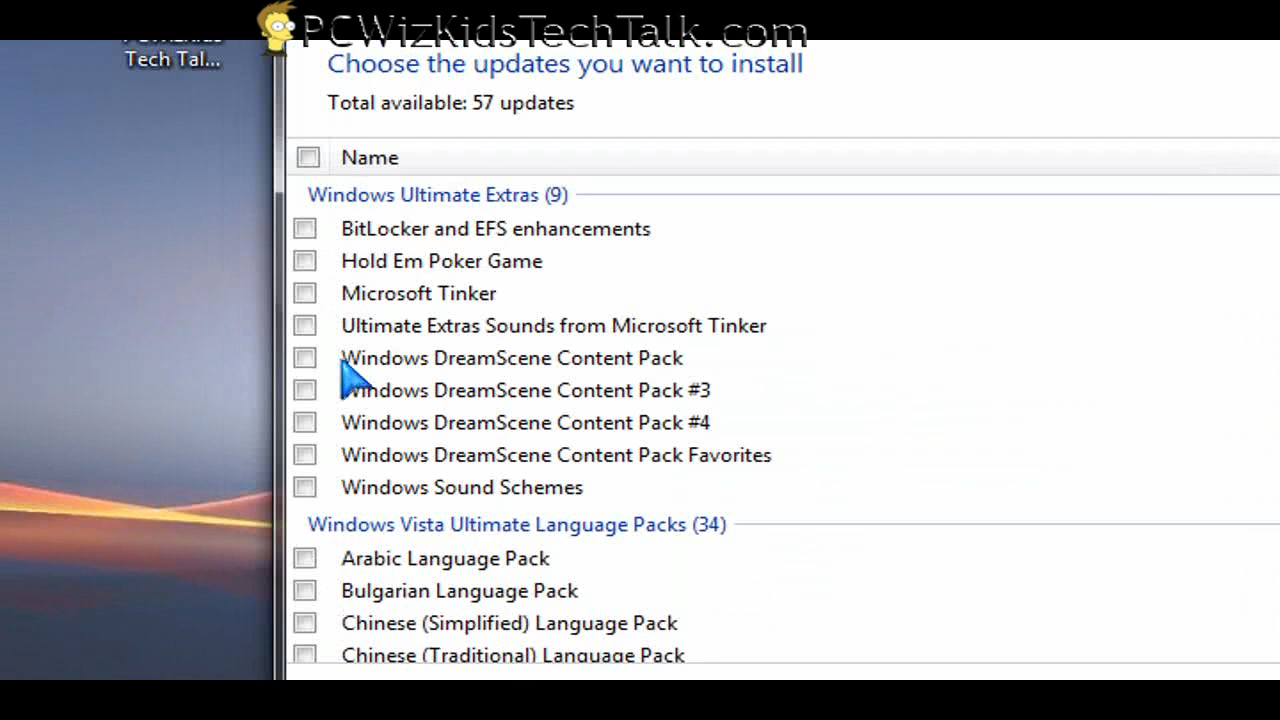 PCWizKidsTechTalk.com
Tech Tal...
Choose the updates you want to install
Total available: 57 updates
Name
Windows Ultimate Extras (9)
BitLocker and EFS enhancements
Hold Em Poker Game
Microsoft Tinker
Ultimate Extras Sounds from Microsoft Tinker
Windows DreamScene Content Pack
Windows DreamScene Content Pack #3
Windows DreamScene Content Pack #4
Windows DreamScene Content Pack Favorites
Windows Sound Schemes
Windows Vista Ultimate Language Packs (34)
Arabic Language Pack
Bulgarian Language Pack
Chinese (Simplified) Language Pack
Chinese (Traditional) Language Pack